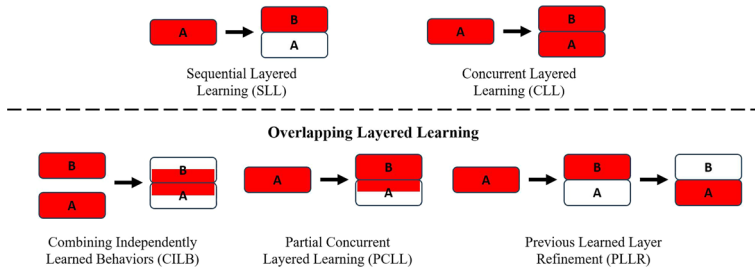 A
B
A
A
B
A
Sequential Layered
Learning (SLL)
Concurrent Layered
Learning (CLL)
Overlapping Layered Learning
B
A
B
A
A
B
A
A
B
A
B
A
Combining Independently
Learned Behaviors (CILB)
Partial Concurrent
Layered Learning (PCLL)
Previous Learned Layer
Refinement (PLLR)